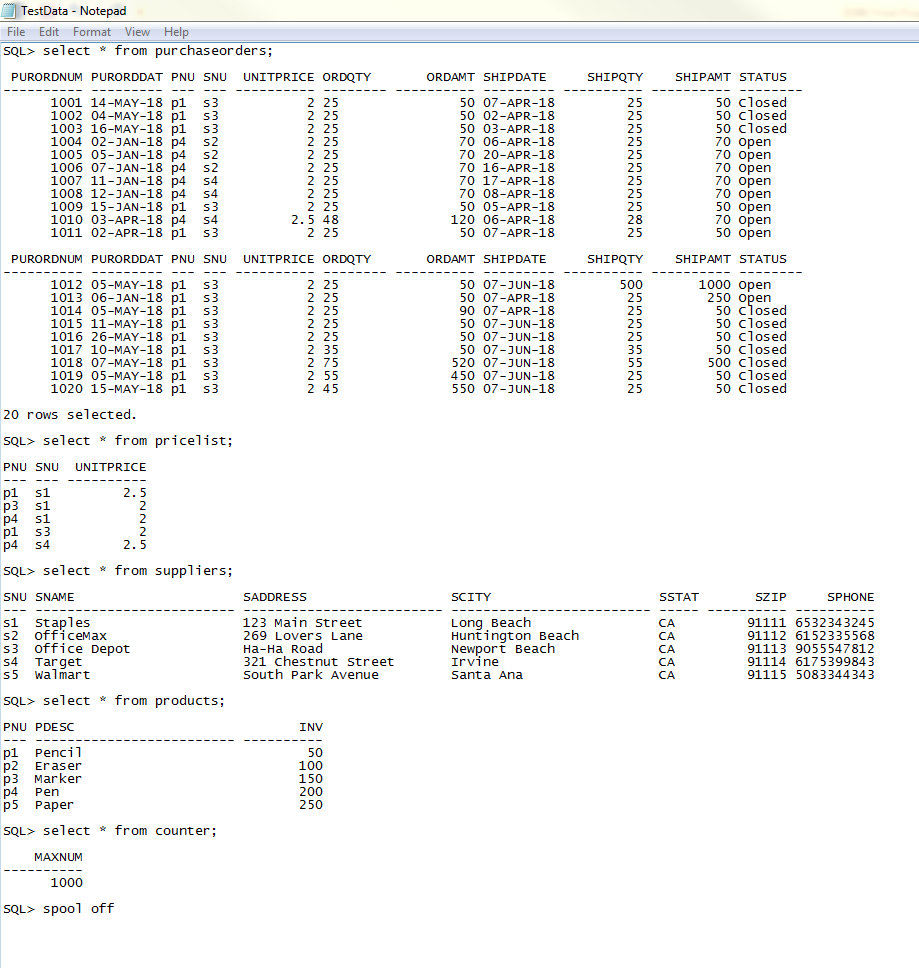 TestData - Notepad
File Edit Format View Help
SQL> select * from purchaseorders;
PURORDNUM PURORDDAT PNU SNU UNITPRICE ORDQTY ORDAMT SHIPDATE SHIPQTY SHIPAMT STATUS
---------- --------- --- --- ---------- -------- ---------- --------- ---------- ---------- --------
1001 14-MAY-18 p1 s3 2 25 50 07-APR-18 25 50 Closed
1002 04-MAY-18 p1 s3 2 25 50 02-APR-18 25 50 Closed
1003 16-MAY-18 p1 s3 2 25 50 03-APR-18 25 50 Closed
1004 02-JAN-18 p4 s2 2 25 70 06-APR-18 25 70 Open
1005 05-JAN-18 p4 s2 2 25 70 20-APR-18 25 70 Open
1006 07-JAN-18 p4 s2 2 25 70 16-APR-18 25 70 Open
1007 11-JAN-18 p4 s4 2 25 70 17-APR-18 25 70 Open
1008 12-JAN-18 p4 s4 2 25 70 08-APR-18 25 70 Open
1009 15-JAN-18 p1 s3 2 25 50 05-APR-18 25 50 Open
1010 03-APR-18 p4 s4 2.5 48 120 06-APR-18 28 70 Open
1011 02-APR-18 p1 s3 2 25 50 07-APR-18 25 50 Open
PURORDNUM PURORDDAT PNU SNU UNITPRICE ORDQTY ORDAMT SHIPDATE SHIPQTY SHIPAMT STATUS
---------- --------- --- --- ---------- -------- ---------- --------- ---------- ---------- --------
1012 05-MAY-18 p1 s3 2 25 50 07-JUN-18 500 1000 Open
1013 06-JAN-18 p1 s3 2 25 50 07-APR-18 25 250 Open
1014 05-MAY-18 p1 s3 2 25 90 07-APR-18 25 50 Closed
1015 11-MAY-18 p1 s3 2 25 50 07-JUN-18 25 50 Closed
1016 26-MAY-18 p1 s3 2 25 50 07-JUN-18 25 50 Closed
1017 10-MAY-18 p1 s3 2 35 50 07-JUN-18 35 50 Closed
1018 07-MAY-18 p1 s3 2 75 520 07-JUN-18 55 500 Closed
1019 05-MAY-18 p1 s3 2 55 450 07-JUN-18 25 50 Closed
1020 15-MAY-18 p1 s3 2 45 550 07-JUN-18 25 50 Closed
20 rows selected.
SQL> select * from pricelist;
PNU SNU UNITPRICE
--- --- ----------
p1 s1 2.5
p3 s1 2
p4 s1 2
p1 s3 2
p4 s4 2.5
SQL> select * from suppliers;
SNU SNAME SADDRESS SCITY SSTAT SZIP SPHONE
--- ------------------------- ------------------------- ------------------------- ----- ---------- ----------
s1 Staples 123 Main Street Long Beach CA 91111 6532343245
s2 OfficeMax 269 Lovers Lane Huntington Beach CA 91112 6152335568
s3 Office Depot Ha-Ha Road Newport Beach CA 91113 9055547812
s4 Target 321 Chestnut Street Irvine CA 91114 6175399843
s5 Walmart South Park Avenue Santa Ana CA 91115 5083344343
SQL> select * from products;
PNU PDESC INV
--- ------------------------- ----------
p1 Pencil 50
p2 Eraser 100
p3 Marker 150
p4 Pen 200
p5 Paper 250
SQL> select * from counter;
MAXNUM
----------
1000
SQL> spool off